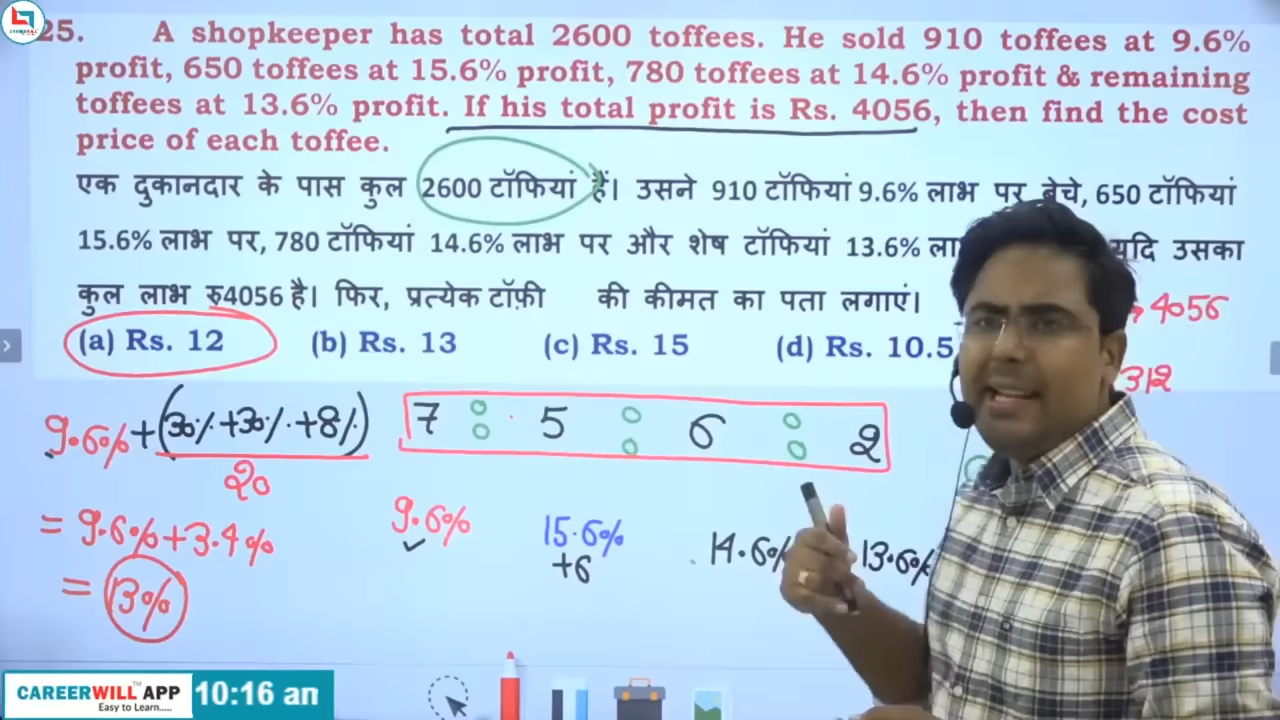 25. A shopkeeper has total 2600 toffees. He sold 910 toffees at 9.6%
profit, 650 toffees at 15.6% profit, 780 toffees at 14.6% profit & remaining
toffees at 13.6% profit. If his total profit is Rs. 4056, then find the cost
price of each toffee.
एक दुकानदार के पास कुल 2600 टॉफियां हैं। उसने 910 टॉफियां 9.6% लाभ पर बेचे, 650 टॉफियां
15.6% लाभ पर, 780 टॉफियां 14.6% लाभ पर और शेष टॉफियां 13.6% यदि उसका
कुल लाभ रु4056 है। फिर, प्रत्येक टॉफ़ी की कीमत का पता लगाएं।
4056
(a) Rs. 12 (b) Rs. 13 (c) Rs. 15 (d) Rs. 10.5
312
9.6% + (30% + 30% + 8%) 7 : 5 : 6 : 2
20
= 9.6% + 3.4% 9.6% 15.6% 14.6% 13.6%
+6
= 13%
CAREERWILL APP 10:16 an
Easy to Learn.....